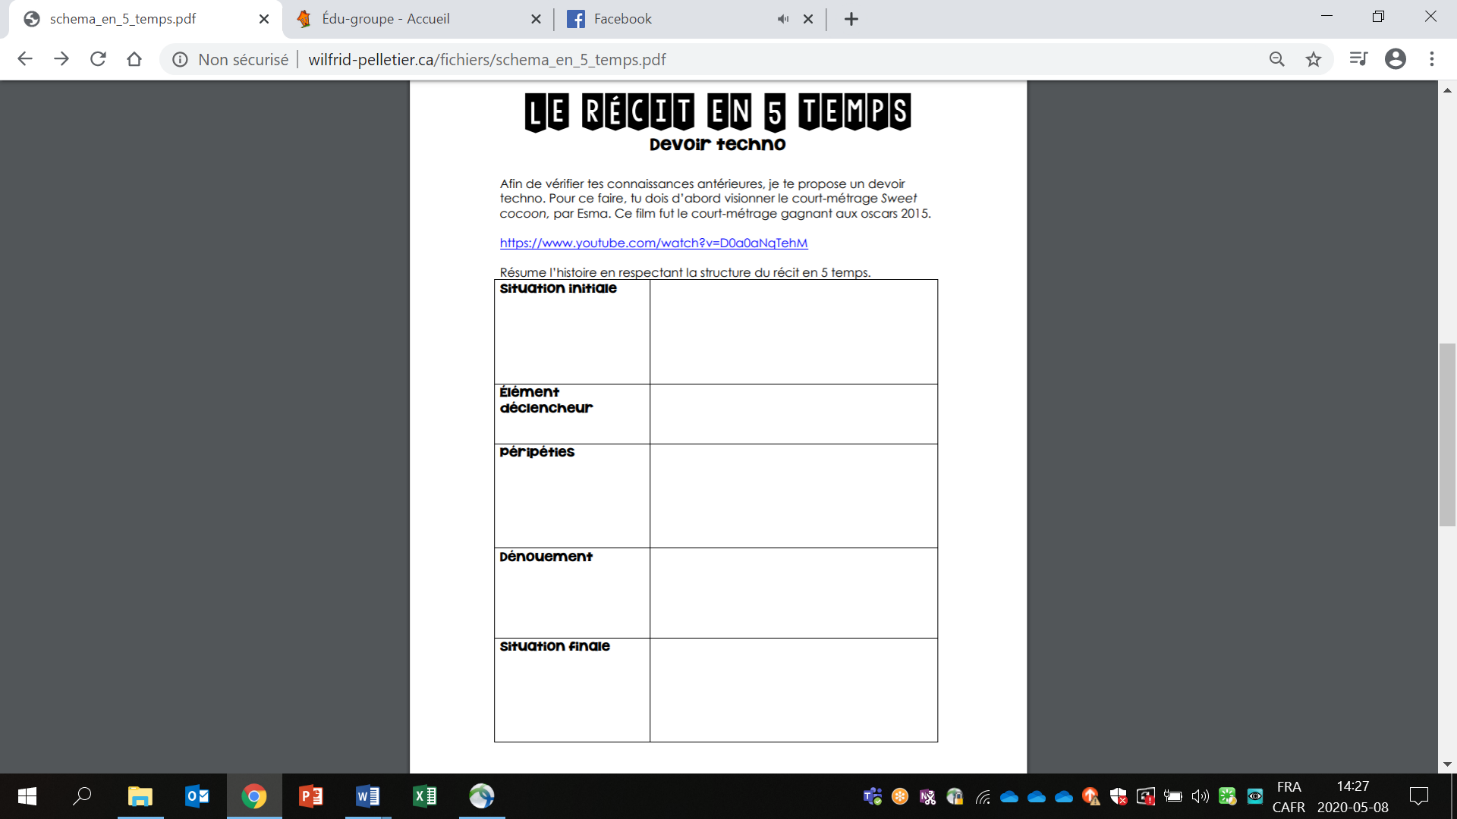 schema_en_5_temps.pdf
Édu-groupe - Accueil
Facebook
Non sécurisé
wilfrid-pelletier.ca/fichiers/schema_en_5_temps.pdf
LE RÉCIT EN 5 TEMPS
Devoir techno
Afin de vérifier tes connaissances antérieures, je te propose un devoir
techno. Pour ce faire, tu dois d'abord visionner le court-métrage Sweet
cocoon, par Esma. Ce film fut le court-métrage gagnant aux oscars 2015.
https://www.youtube.com/watch?v=D0a0aNqTehM
Résume l'histoire en respectant la structure du récit en 5 temps.
Situation initiale
Élément
déclencheur
Péripéties
Dénouement
Situation finale
FRA
CAFR
14:27
2020-05-08